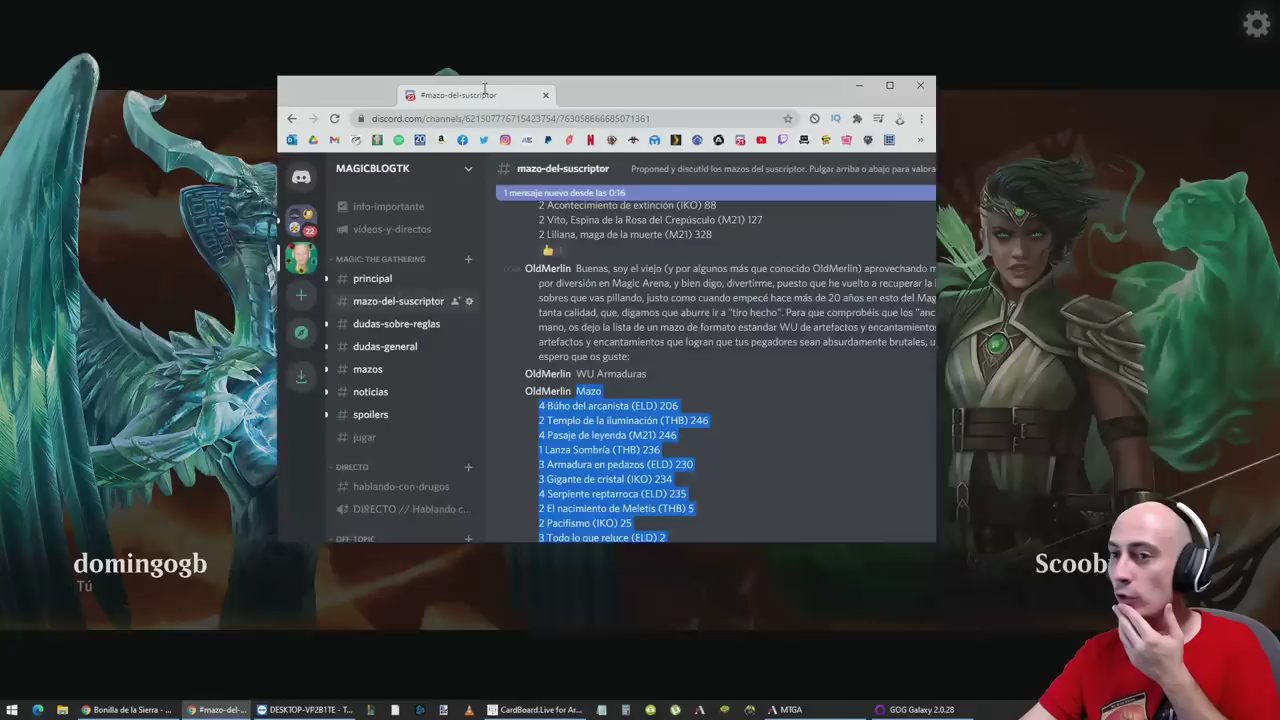 #mazo-del-suscriptor
discord.com/channels/621507776715423754/763058666685071361
MAGICBLOGTK
# mazo-del-suscriptor
Proponed y discutid los mazos del suscriptor. Pulgar arriba o abajo para valora
1 mensaje nuevo desde las 0:16
info-importante
vídeos-y-directos
MAGIC: THE GATHERING
principal
mazo-del-suscriptor
dudas-sobre-reglas
dudas-general
mazos
noticias
spoilers
jugar
DIRECTO
hablando-con-drugos
DIRECTO // Hablando c...
OFF-TOPIC
22
2 Acontecimiento de extinción (IKO) 88
2 Vito, Espina de la Rosa del Crepúsculo (M21) 127
2 Liliana, maga de la muerte (M21) 328
OldMerlin Buenas, soy el viejo (y por algunos más que conocido OldMerlin) aprovechando m
por diversión en Magic Arena, y bien digo, divertirme, puesto que he vuelto a recuperar la i
sobres que vas pillando, justo como cuando empecé hace más de 20 años en esto del Mag
tanta calidad, que, digamos que aburre ir a "tiro hecho". Para que comprobéis que los "anc
mano, os dejo la lista de un mazo de formato estandar WU de artefactos y encantamientos
artefactos y encantamientos que logran que tus pegadores sean absurdamente brutales, u
espero que os guste:
OldMerlin WU Armaduras
OldMerlin Mazo
4 Búho del arcanista (ELD) 206
2 Templo de la iluminación (THB) 246
4 Pasaje de leyenda (M21) 246
1 Lanza Sombría (THB) 236
3 Armadura en pedazos (ELD) 230
3 Gigante de cristal (IKO) 234
4 Serpiente reptarroca (ELD) 235
2 El nacimiento de Meletis (THB) 5
2 Pacifismo (IKO) 25
3 Todo lo que reluce (ELD) 2
domingogb
Tú
Scoob
Bonilla de la Sierra - ...
#mazo-del-...
DESKTOP-VP2B1TE - T...
CardBoard.Live for Ar...
MTGA
GOG Galaxy 2.0.28